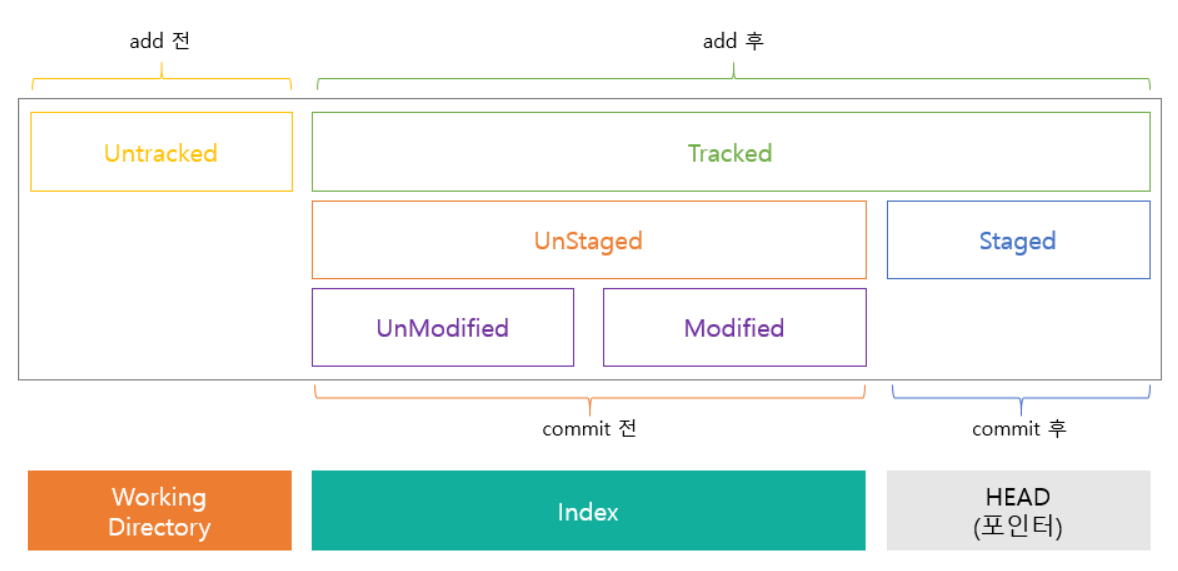 add 전
add 후
Untracked
Tracked
UnStaged
Staged
UnModified
Modified
commit 전
commit 후
Working
Directory
Index
HEAD
(포인터)